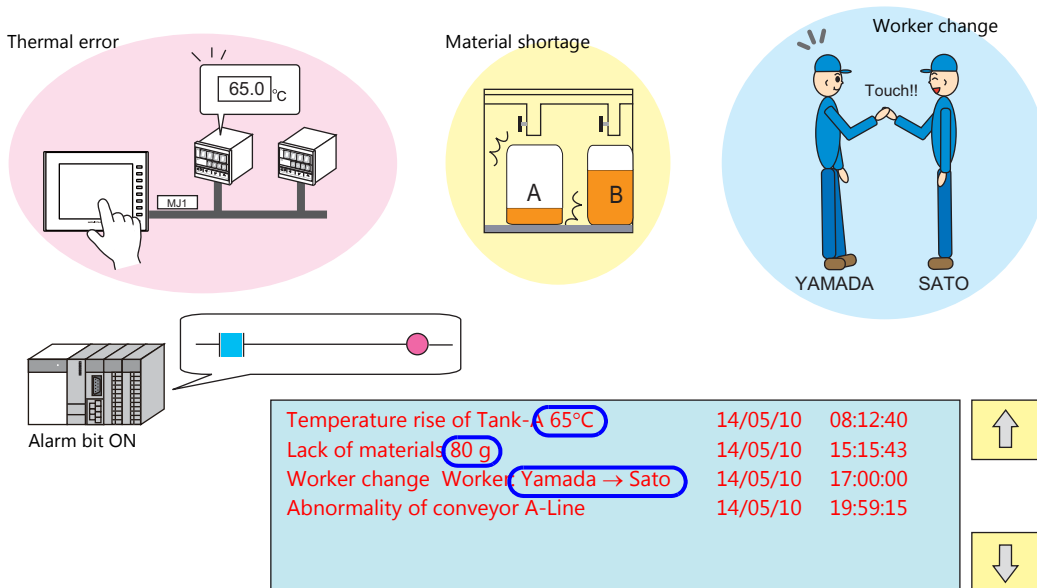 Thermal error
Material shortage
Worker change
65.0 °C
Touch!!
A
B
MJ1
YAMADA SATO
Alarm bit ON
Temperature rise of Tank-A 65°C 14/05/10 08:12:40
Lack of materials 80 g 14/05/10 15:15:43
Worker change Worker: Yamada → Sato 14/05/10 17:00:00
Abnormality of conveyor A-Line 14/05/10 19:59:15